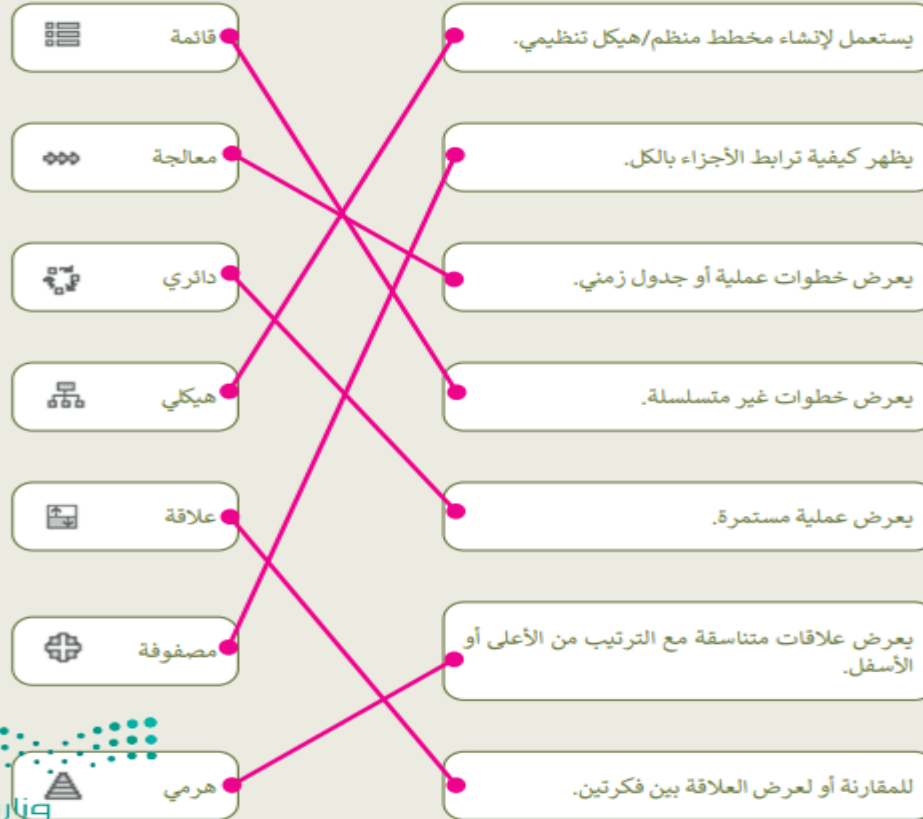 يستعمل لإنشاء مخطط منظم/هيكل تنظيمي.
قائمة
يظهر كيفية ترابط الأجزاء بالكل.
معالجة
يعرض خطوات عملية أو جدول زمني.
دائري
يعرض خطوات غير متسلسلة.
هيكلي
يعرض عملية مستمرة.
علاقة
يعرض علاقات متناسقة مع الترتيب من الأعلى أو
الأسفل.
مصفوفة
للمقارنة أو لعرض العلاقة بين فكرتين.
هرمي